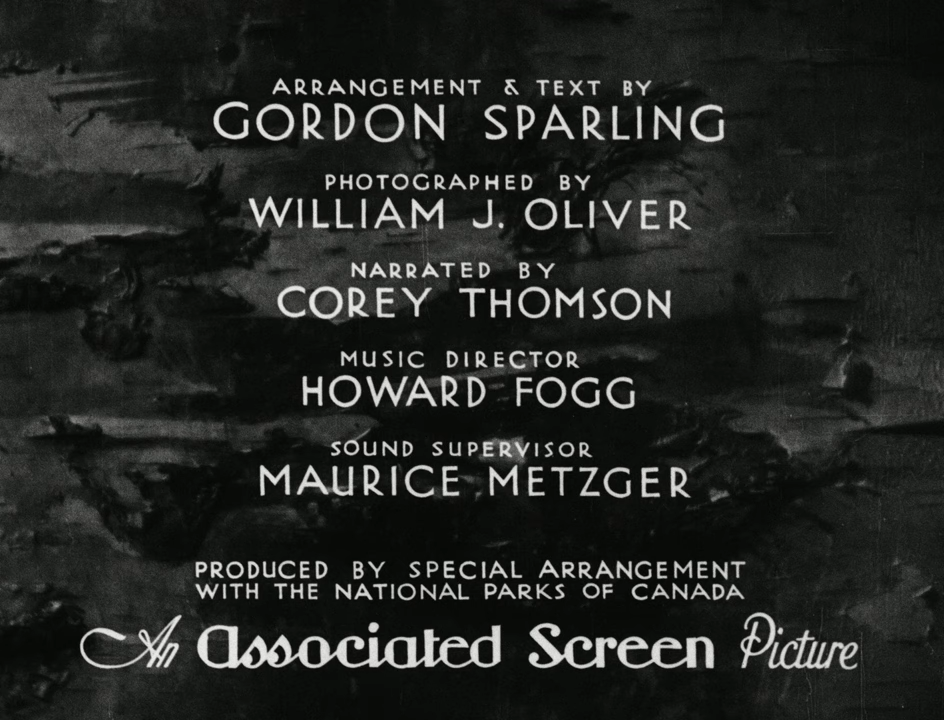 ARRANGEMENT & TEXT BY
GORDON SPARLING
PHOTOGRAPHED BY
WILLIAM J. OLIVER
NARRATED BY
COREY THOMSON
MUSIC DIRECTOR
HOWARD FOGG
SOUND SUPERVISOR
MAURICE METZGER
PRODUCED BY SPECIAL ARRANGEMENT
WITH THE NATIONAL PARKS OF CANADA
An Associated Screen Picture